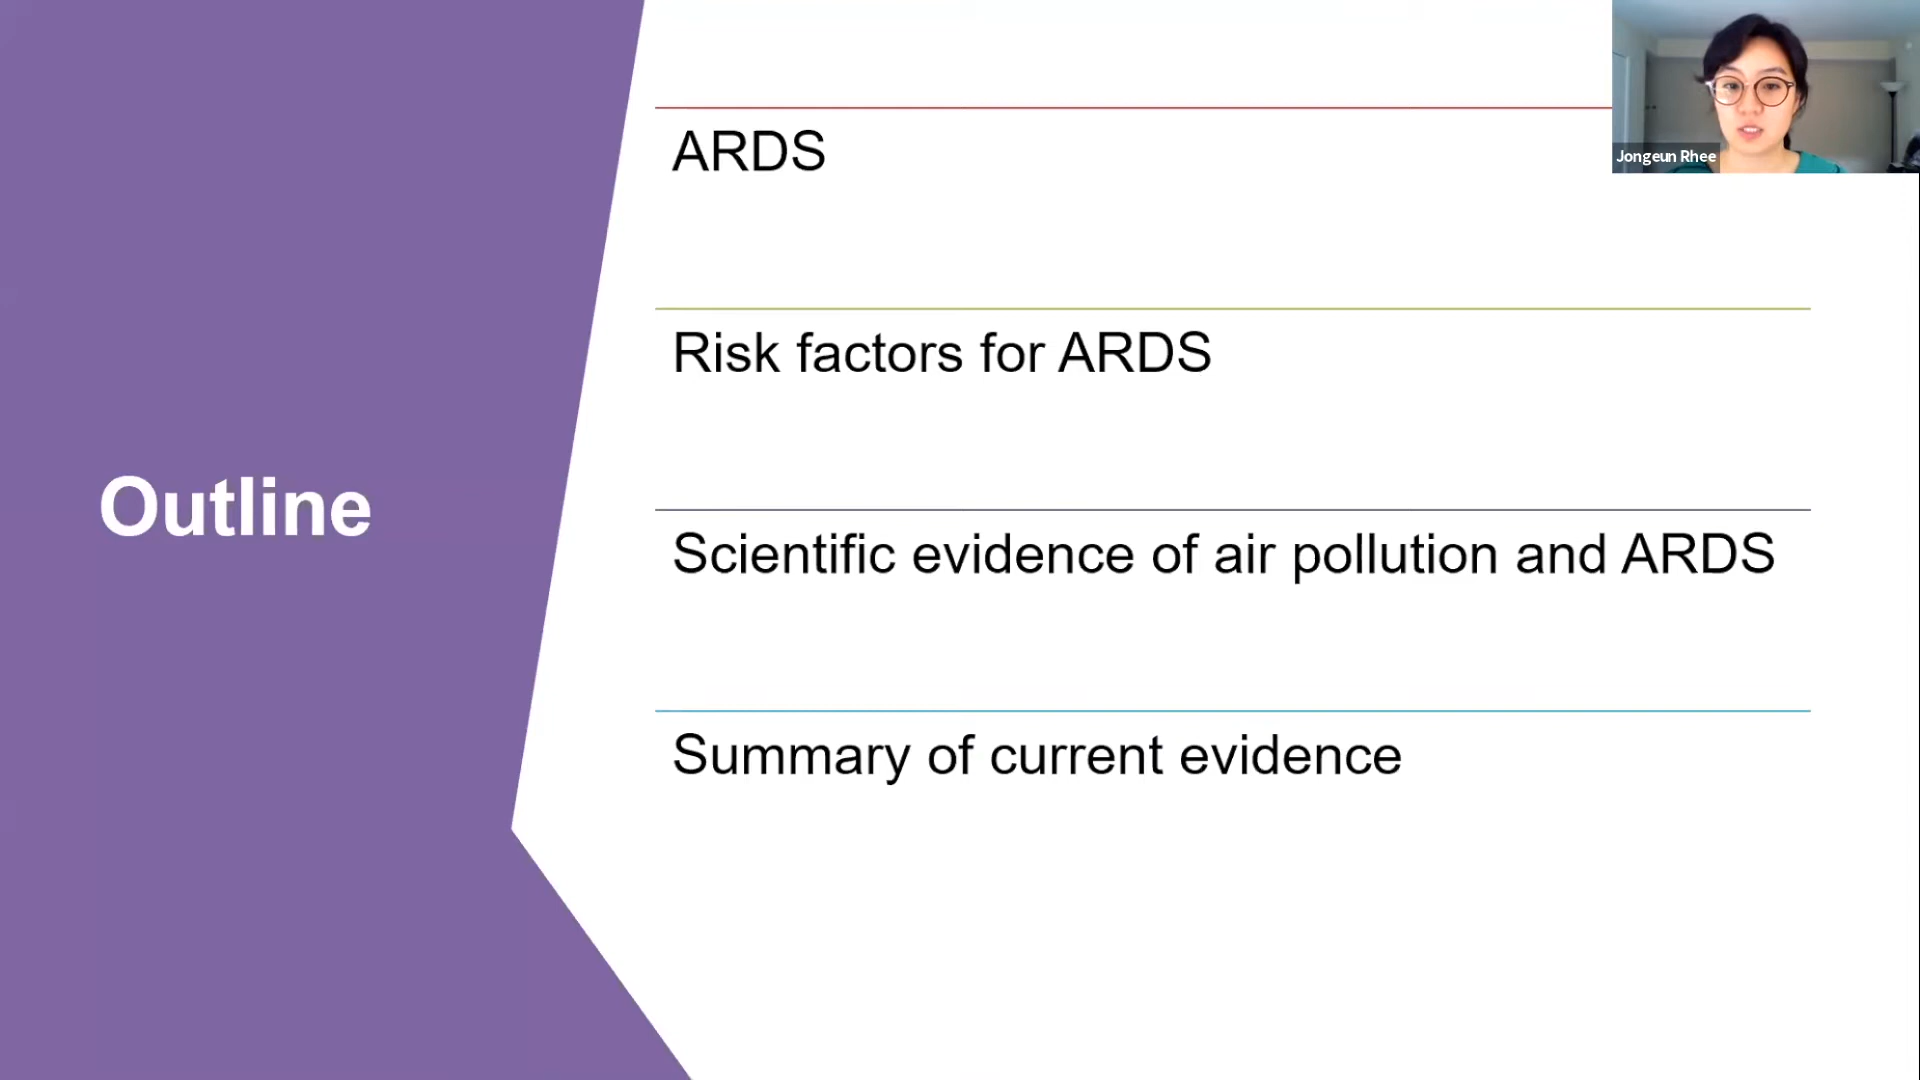 Outline
ARDS
Risk factors for ARDS
Scientific evidence of air pollution and ARDS
Summary of current evidence
Jongeun Rhee